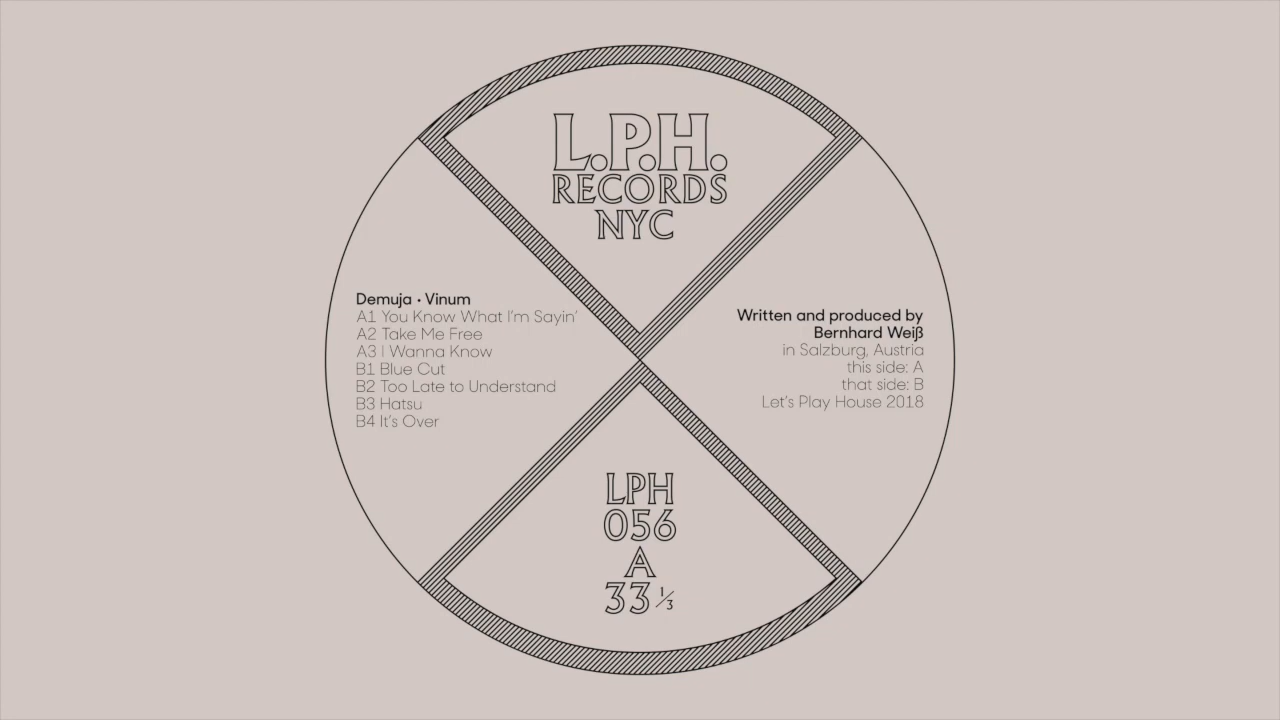 L.P.H.
RECORDS
NYC
Demuja • Vinum
A1 You Know What I'm Sayin'
A2 Take Me Free
A3 I Wanna Know
B1 Blue Cut
B2 Too Late to Understand
B3 Hatsu
B4 It's Over
Written and produced by
Bernhard Weiß
in Salzburg, Austria
this side: A
that side: B
Let's Play House 2018
LPH
056
A
33 1/3